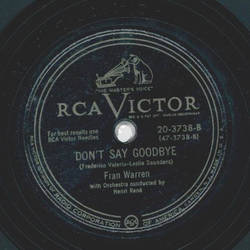 "HIS MASTER'S VOICE"
RCA VICTOR
For best results use
RCA Victor Needles
20-3738-B
(47-3738-B)
DON'T SAY GOODBYE
(Frederico Valerio-Leslie Saunders)
Fran Warren
with Orchestra conducted by
Henri René